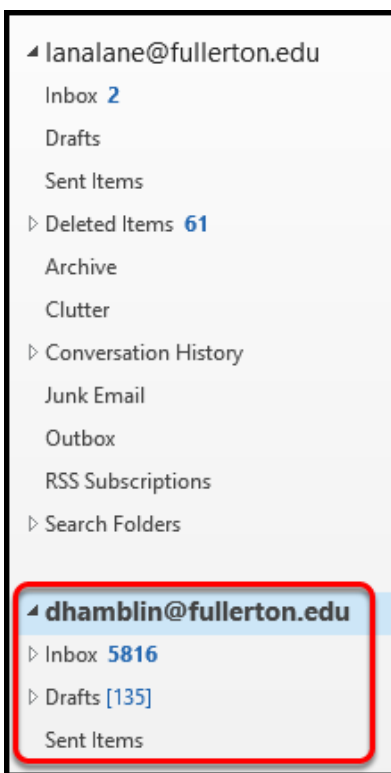 lanalane@fullerton.edu
Inbox 2
Drafts
Sent Items
Deleted Items 61
Archive
Clutter
Conversation History
Junk Email
Outbox
RSS Subscriptions
Search Folders
dhamblin@fullerton.edu
Inbox 5816
Drafts [135]
Sent Items